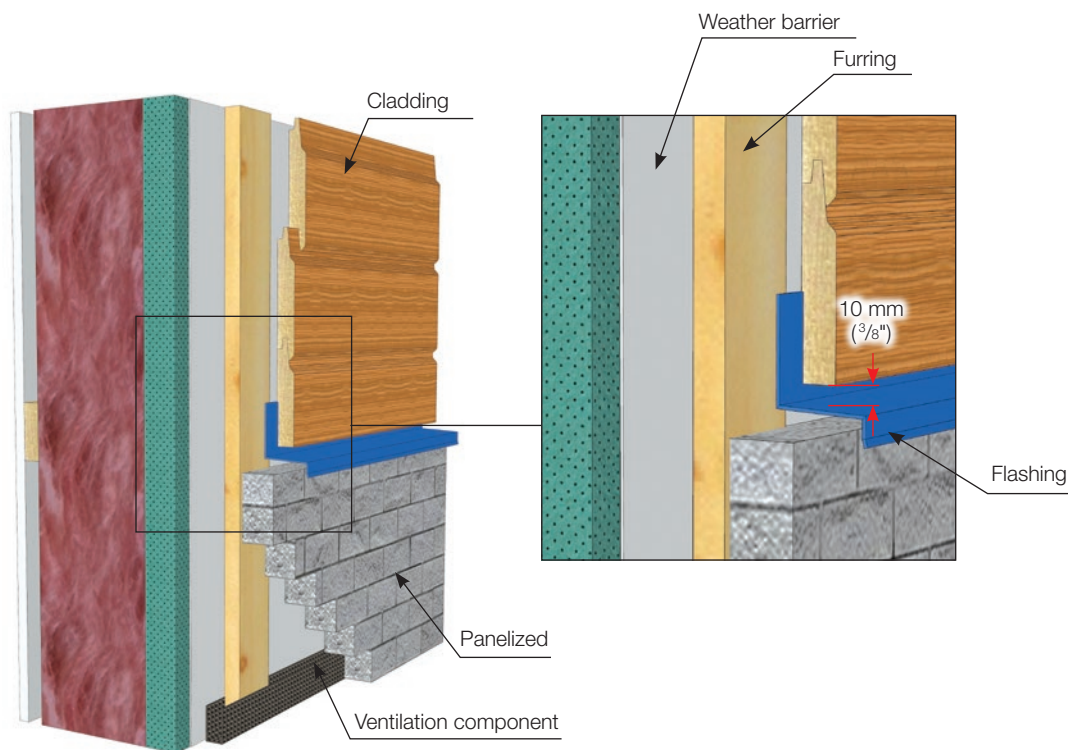 Weather barrier
Furring
Cladding
10 mm
(3/8")
Flashing
Panelized
Ventilation component